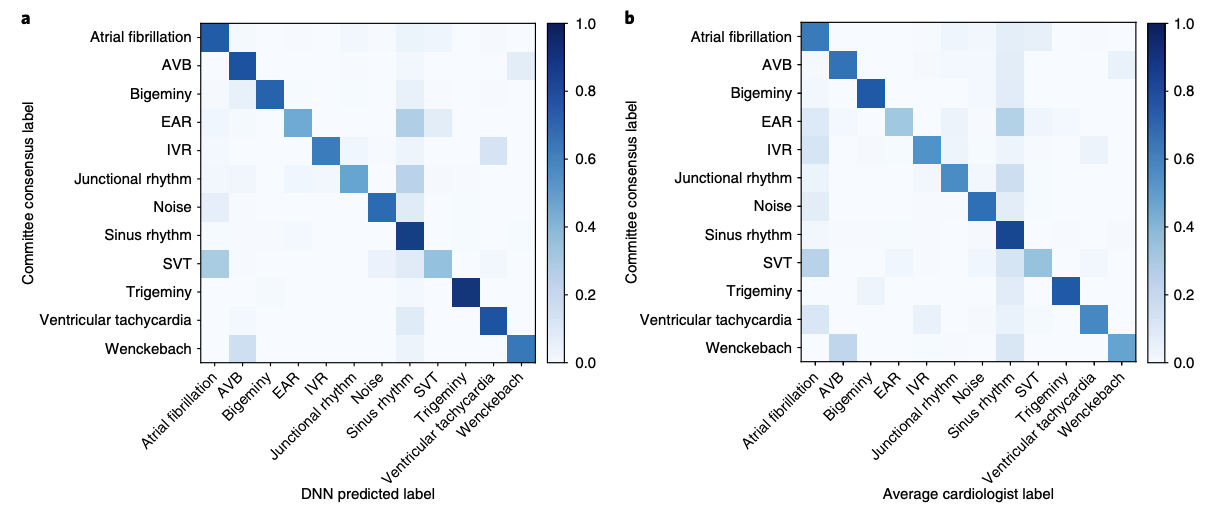 a
Committee consensus label
Atrial fibrillation
AVB
Bigeminy
EAR
IVR
Junctional rhythm
Noise
Sinus rhythm
SVT
Trigeminy
Ventricular tachycardia
Wenckebach
1.0
0.8
0.6
0.4
0.2
0.0
Atrial fibrillation
AVB
Bigeminy
EAR
IVR
Junctional rhythm
Noise
Sinus rhythm
SVT
Trigeminy
Ventricular tachycardia
Wenckebach
DNN predicted label
b
Committee consensus label
Atrial fibrillation
AVB
Bigeminy
EAR
IVR
Junctional rhythm
Noise
Sinus rhythm
SVT
Trigeminy
Ventricular tachycardia
Wenckebach
1.0
0.8
0.6
0.4
0.2
0.0
Atrial fibrillation
AVB
Bigeminy
EAR
IVR
Junctional rhythm
Noise
Sinus rhythm
SVT
Trigeminy
Ventricular tachycardia
Wenckebach
Average cardiologist label